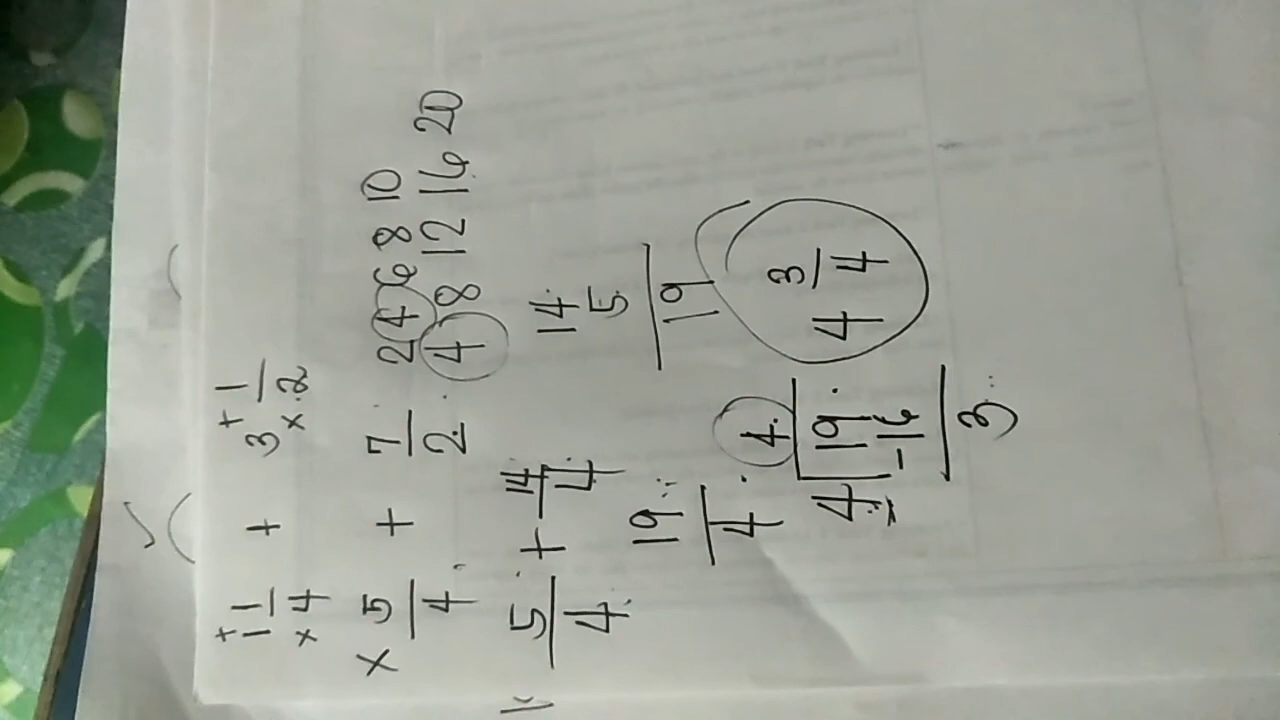 1 1/4 + 3 1/2
× 5/4 + 7/2 2 4 6 8 10
4 8 12 16 20
5/4 + 14/4 14
5
19/4 19
4
4 19 4 3/4
-16
3